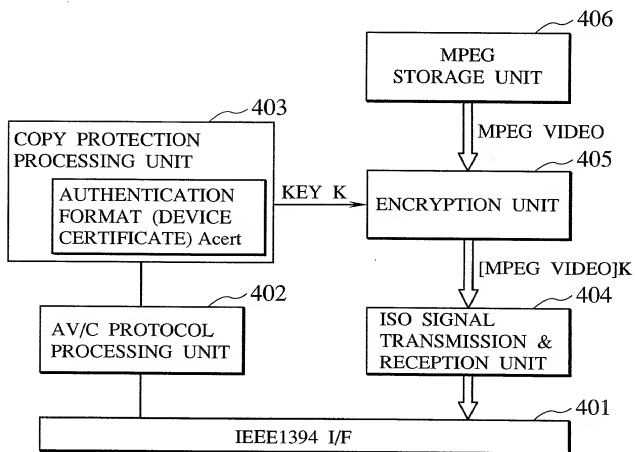 406
MPEG
STORAGE UNIT
403
COPY PROTECTION
PROCESSING UNIT
MPEG VIDEO
405
AUTHENTICATION
FORMAT (DEVICE
CERTIFICATE) Acert
KEY K
ENCRYPTION UNIT
[MPEG VIDEO]K
402
404
AV/C PROTOCOL
PROCESSING UNIT
ISO SIGNAL
TRANSMISSION &
RECEPTION UNIT
401
IEEE1394 I/F